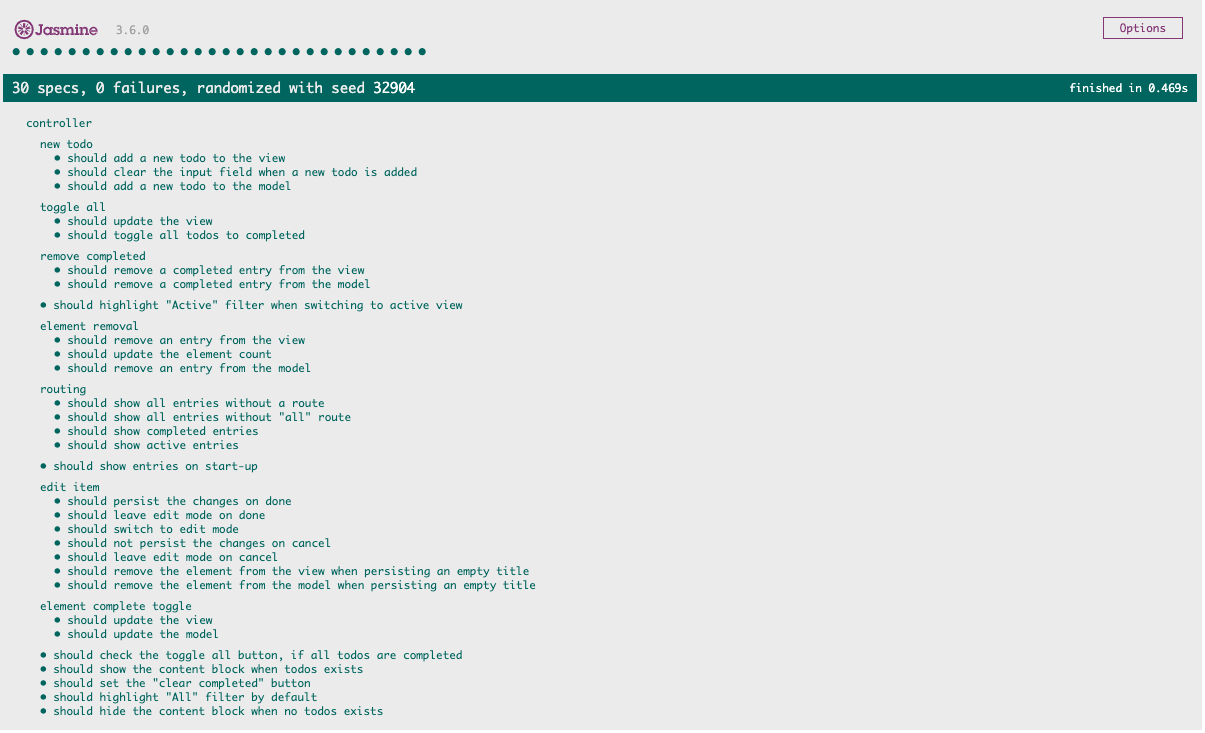 Jasmine 3.6.0 Options
30 specs, 0 failures, randomized with seed 32904 finished in 0.469s
controller
new todo
• should add a new todo to the view
• should clear the input field when a new todo is added
• should add a new todo to the model
toggle all
• should update the view
• should toggle all todos to completed
remove completed
• should remove a completed entry from the view
• should remove a completed entry from the model
• should highlight "Active" filter when switching to active view
element removal
• should remove an entry from the view
• should update the element count
• should remove an entry from the model
routing
• should show all entries without a route
• should show all entries without "all" route
• should show completed entries
• should show active entries
• should show entries on start-up
edit item
• should persist the changes on done
• should leave edit mode on done
• should switch to edit mode
• should not persist the changes on cancel
• should leave edit mode on cancel
• should remove the element from the view when persisting an empty title
• should remove the element from the model when persisting an empty title
element complete toggle
• should update the view
• should update the model
• should check the toggle all button, if all todos are completed
• should show the content block when todos exists
• should set the "clear completed" button
• should highlight "All" filter by default
• should hide the content block when no todos exists